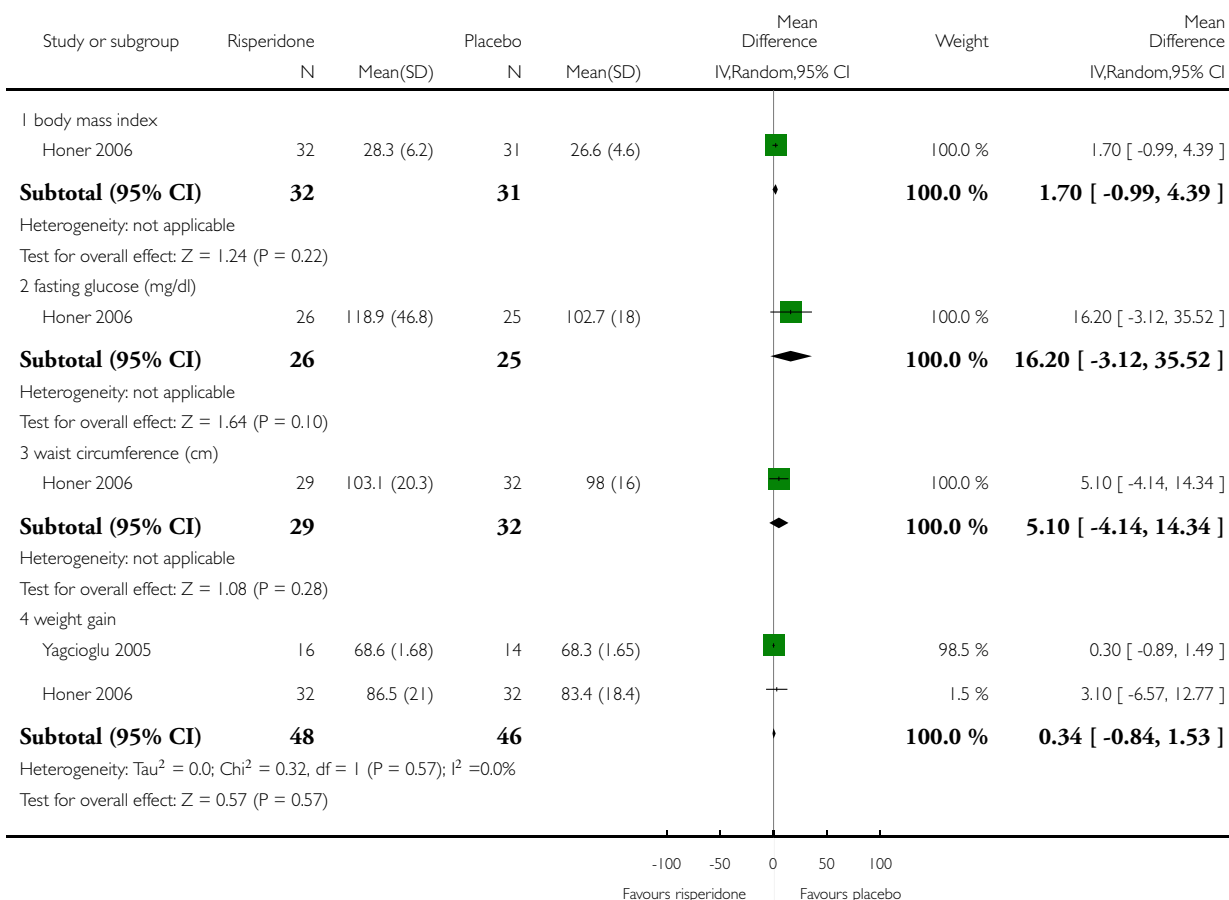 Mean Mean
Study or subgroup Risperidone Placebo Difference Weight Difference
N Mean(SD) N Mean(SD) IV,Random,95% CI IV,Random,95% CI
1 body mass index
Honer 2006 32 28.3 (6.2) 31 26.6 (4.6) 100.0 % 1.70 [ -0.99, 4.39 ]
Subtotal (95% CI) 32 31 100.0 % 1.70 [ -0.99, 4.39 ]
Heterogeneity: not applicable
Test for overall effect: Z = 1.24 (P = 0.22)
2 fasting glucose (mg/dl)
Honer 2006 26 118.9 (46.8) 25 102.7 (18) 100.0 % 16.20 [ -3.12, 35.52 ]
Subtotal (95% CI) 26 25 100.0 % 16.20 [ -3.12, 35.52 ]
Heterogeneity: not applicable
Test for overall effect: Z = 1.64 (P = 0.10)
3 waist circumference (cm)
Honer 2006 29 103.1 (20.3) 32 98 (16) 100.0 % 5.10 [ -4.14, 14.34 ]
Subtotal (95% CI) 29 32 100.0 % 5.10 [ -4.14, 14.34 ]
Heterogeneity: not applicable
Test for overall effect: Z = 1.08 (P = 0.28)
4 weight gain
Yagcioglu 2005 16 68.6 (1.68) 14 68.3 (1.65) 98.5 % 0.30 [ -0.89, 1.49 ]
Honer 2006 32 86.5 (21) 32 83.4 (18.4) 1.5 % 3.10 [ -6.57, 12.77 ]
Subtotal (95% CI) 48 46 100.0 % 0.34 [ -0.84, 1.53 ]
Heterogeneity: Tau² = 0.0; Chi² = 0.32, df = 1 (P = 0.57); I² =0.0%
Test for overall effect: Z = 0.57 (P = 0.57)
-100 -50 0 50 100
Favours risperidone Favours placebo